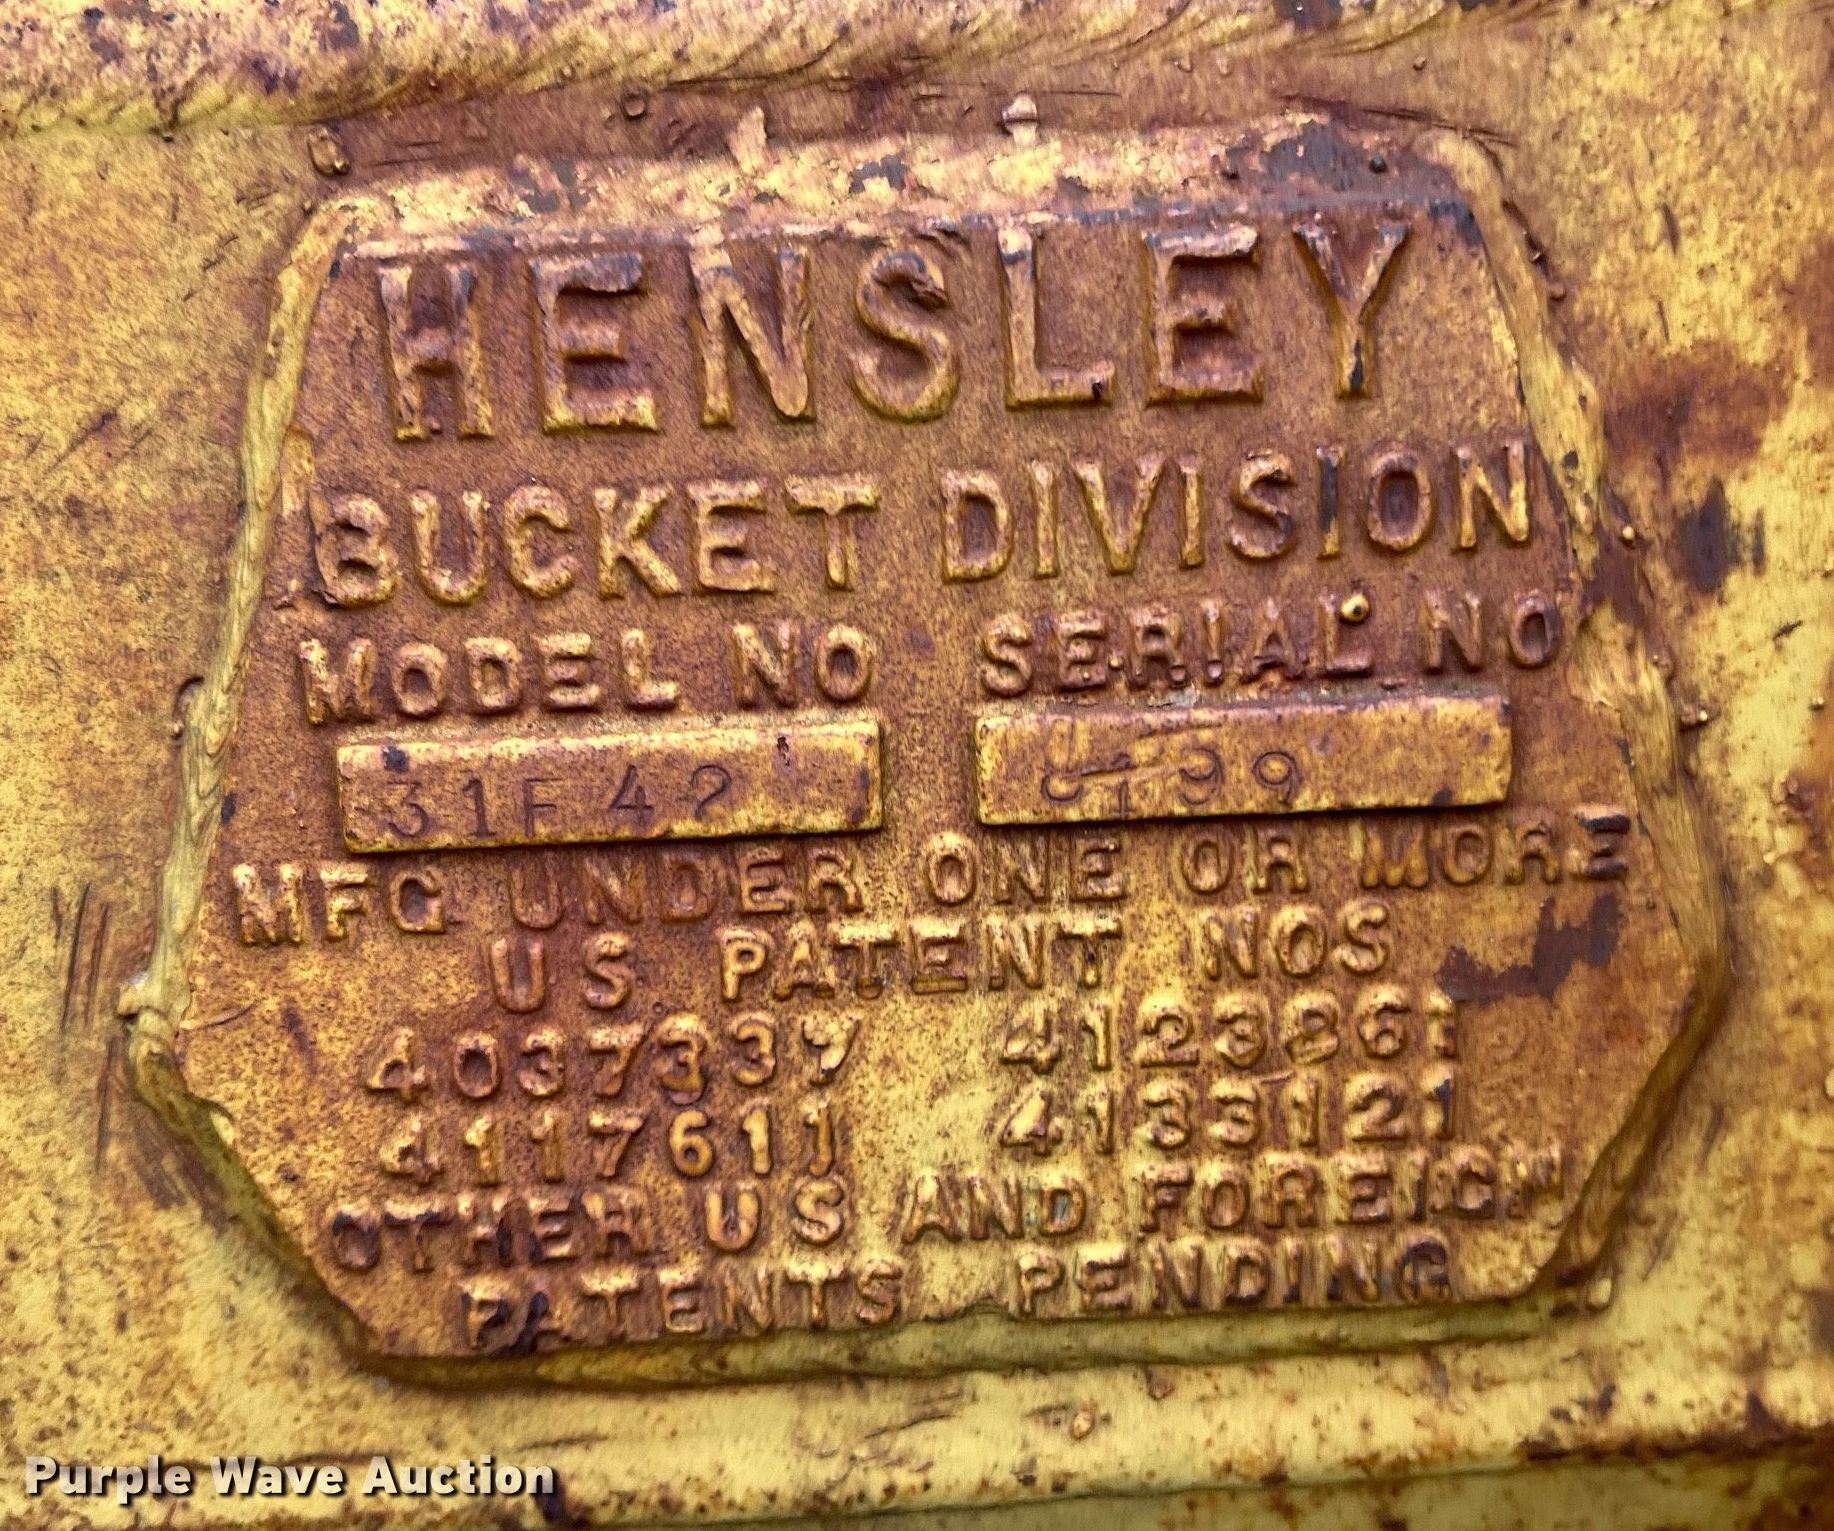 HENSLEY
BUCKET DIVISION
MODEL NO SERIAL NO
31F42
MFG UNDER ONE OR MORE
US PATENT NOS
4037337 4123861
4117611 4133121
OTHER US AND FOREIGN
PATENTS PENDING
Purple Wave Auction